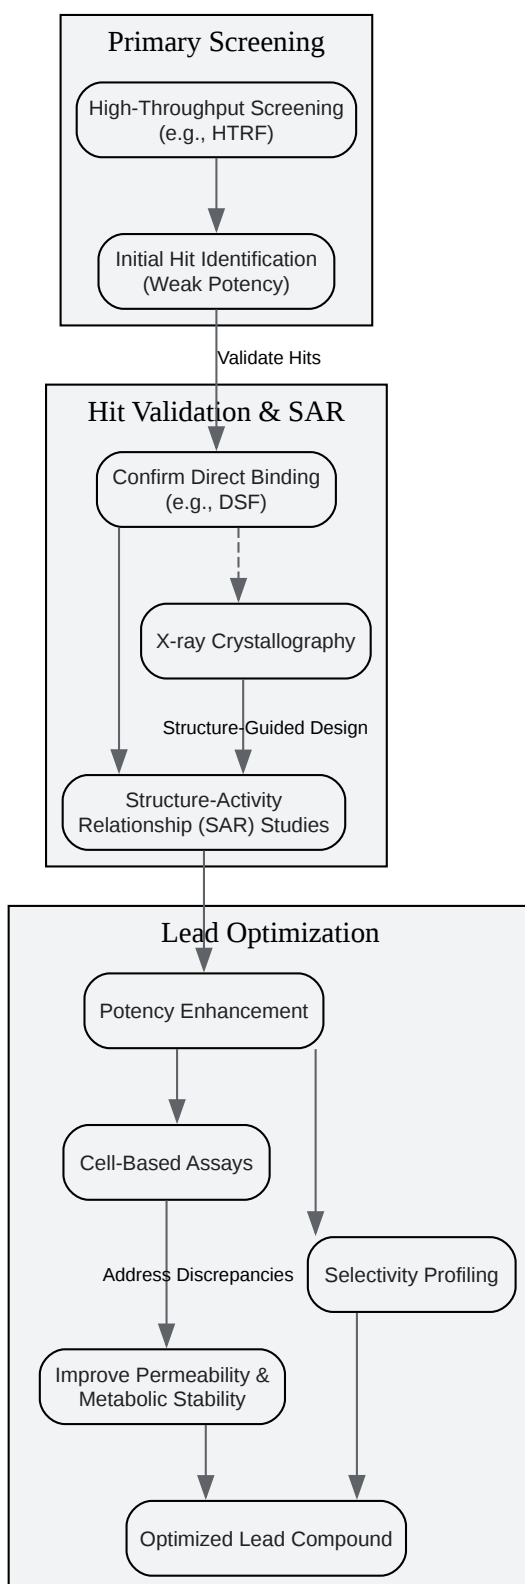 Primary Screening
High-Throughput Screening
(e.g., HTRF)
Initial Hit Identification
(Weak Potency)
Validate Hits
Hit Validation & SAR
Confirm Direct Binding
(e.g., DSF)
X-ray Crystallography
Structure-Guided Design
Structure-Activity
Relationship (SAR) Studies
Lead Optimization
Potency Enhancement
Cell-Based Assays
Address Discrepancies
Selectivity Profiling
Improve Permeability &
Metabolic Stability
Optimized Lead Compound